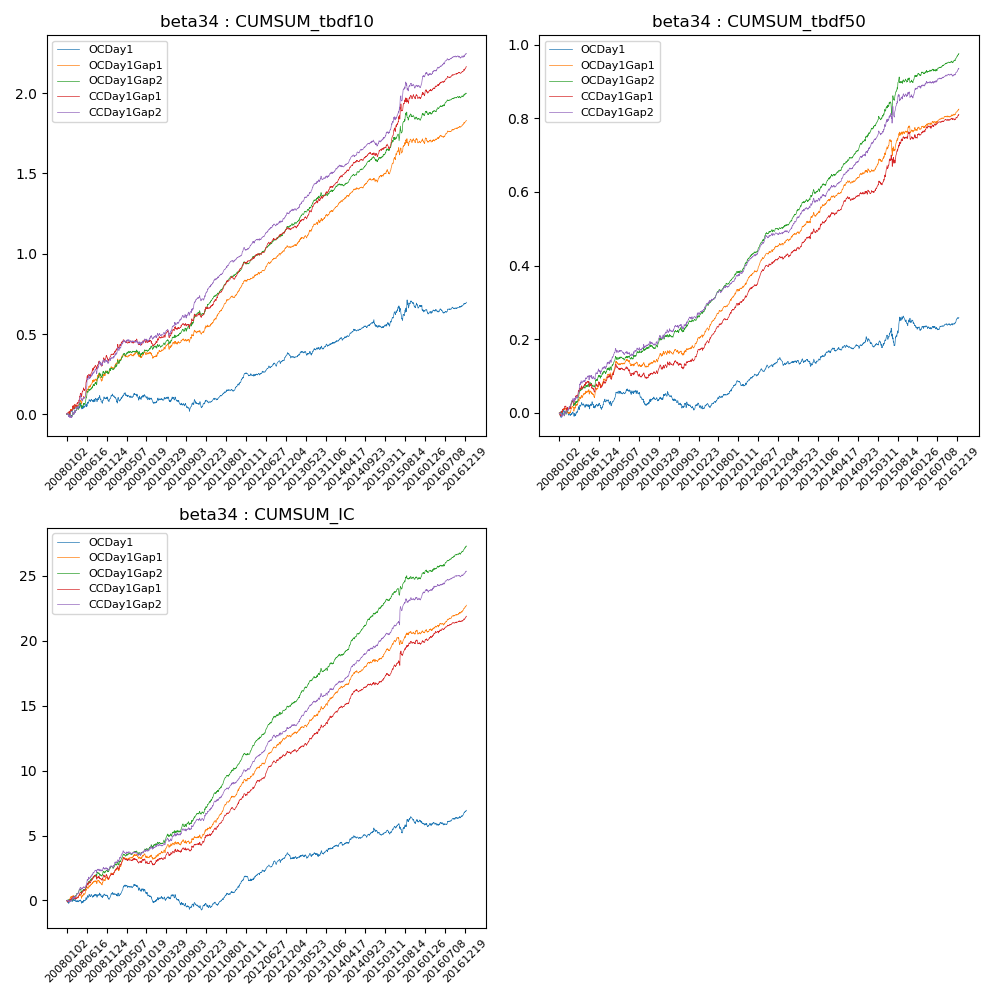 beta34 : CUMSUM_tbdf10
OCDay1
OCDay1Gap1
OCDay1Gap2
CCDay1Gap1
CCDay1Gap2
2.0
1.5
1.0
0.5
0.0
20080102 20080616 20081124 20090507 20091019 20100329 20100903 20110223 20110801 20120111 20120627 20121204 20130523 20131106 20140417 20140923 20150311 20150814 20160126 20160708 20161219
beta34 : CUMSUM_tbdf50
OCDay1
OCDay1Gap1
OCDay1Gap2
CCDay1Gap1
CCDay1Gap2
1.0
0.8
0.6
0.4
0.2
0.0
20080102 20080616 20081124 20090507 20091019 20100329 20100903 20110223 20110801 20120111 20120627 20121204 20130523 20131106 20140417 20140923 20150311 20150814 20160126 20160708 20161219
beta34 : CUMSUM_IC
OCDay1
OCDay1Gap1
OCDay1Gap2
CCDay1Gap1
CCDay1Gap2
25
20
15
10
5
0
20080102 20080616 20081124 20090507 20091019 20100329 20100903 20110223 20110801 20120111 20120627 20121204 20130523 20131106 20140417 20140923 20150311 20150814 20160126 20160708 20161219